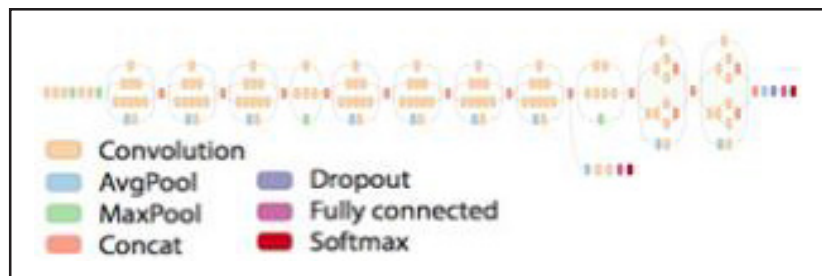 Convolution
AvgPool
MaxPool
Concat
Dropout
Fully connected
Softmax